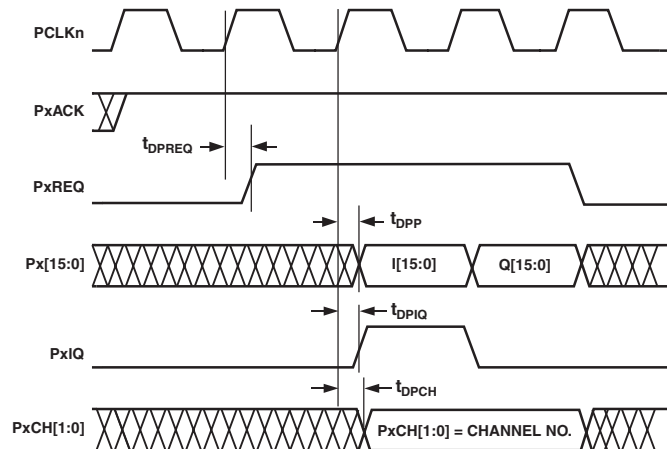 PCLKn
PxACK
tDPREQ
PxREQ
tDPP
Px[15:0]
I[15:0]
Q[15:0]
tDPIQ
PxIQ
tDPCH
PxCH[1:0]
PxCH[1:0] = CHANNEL NO.